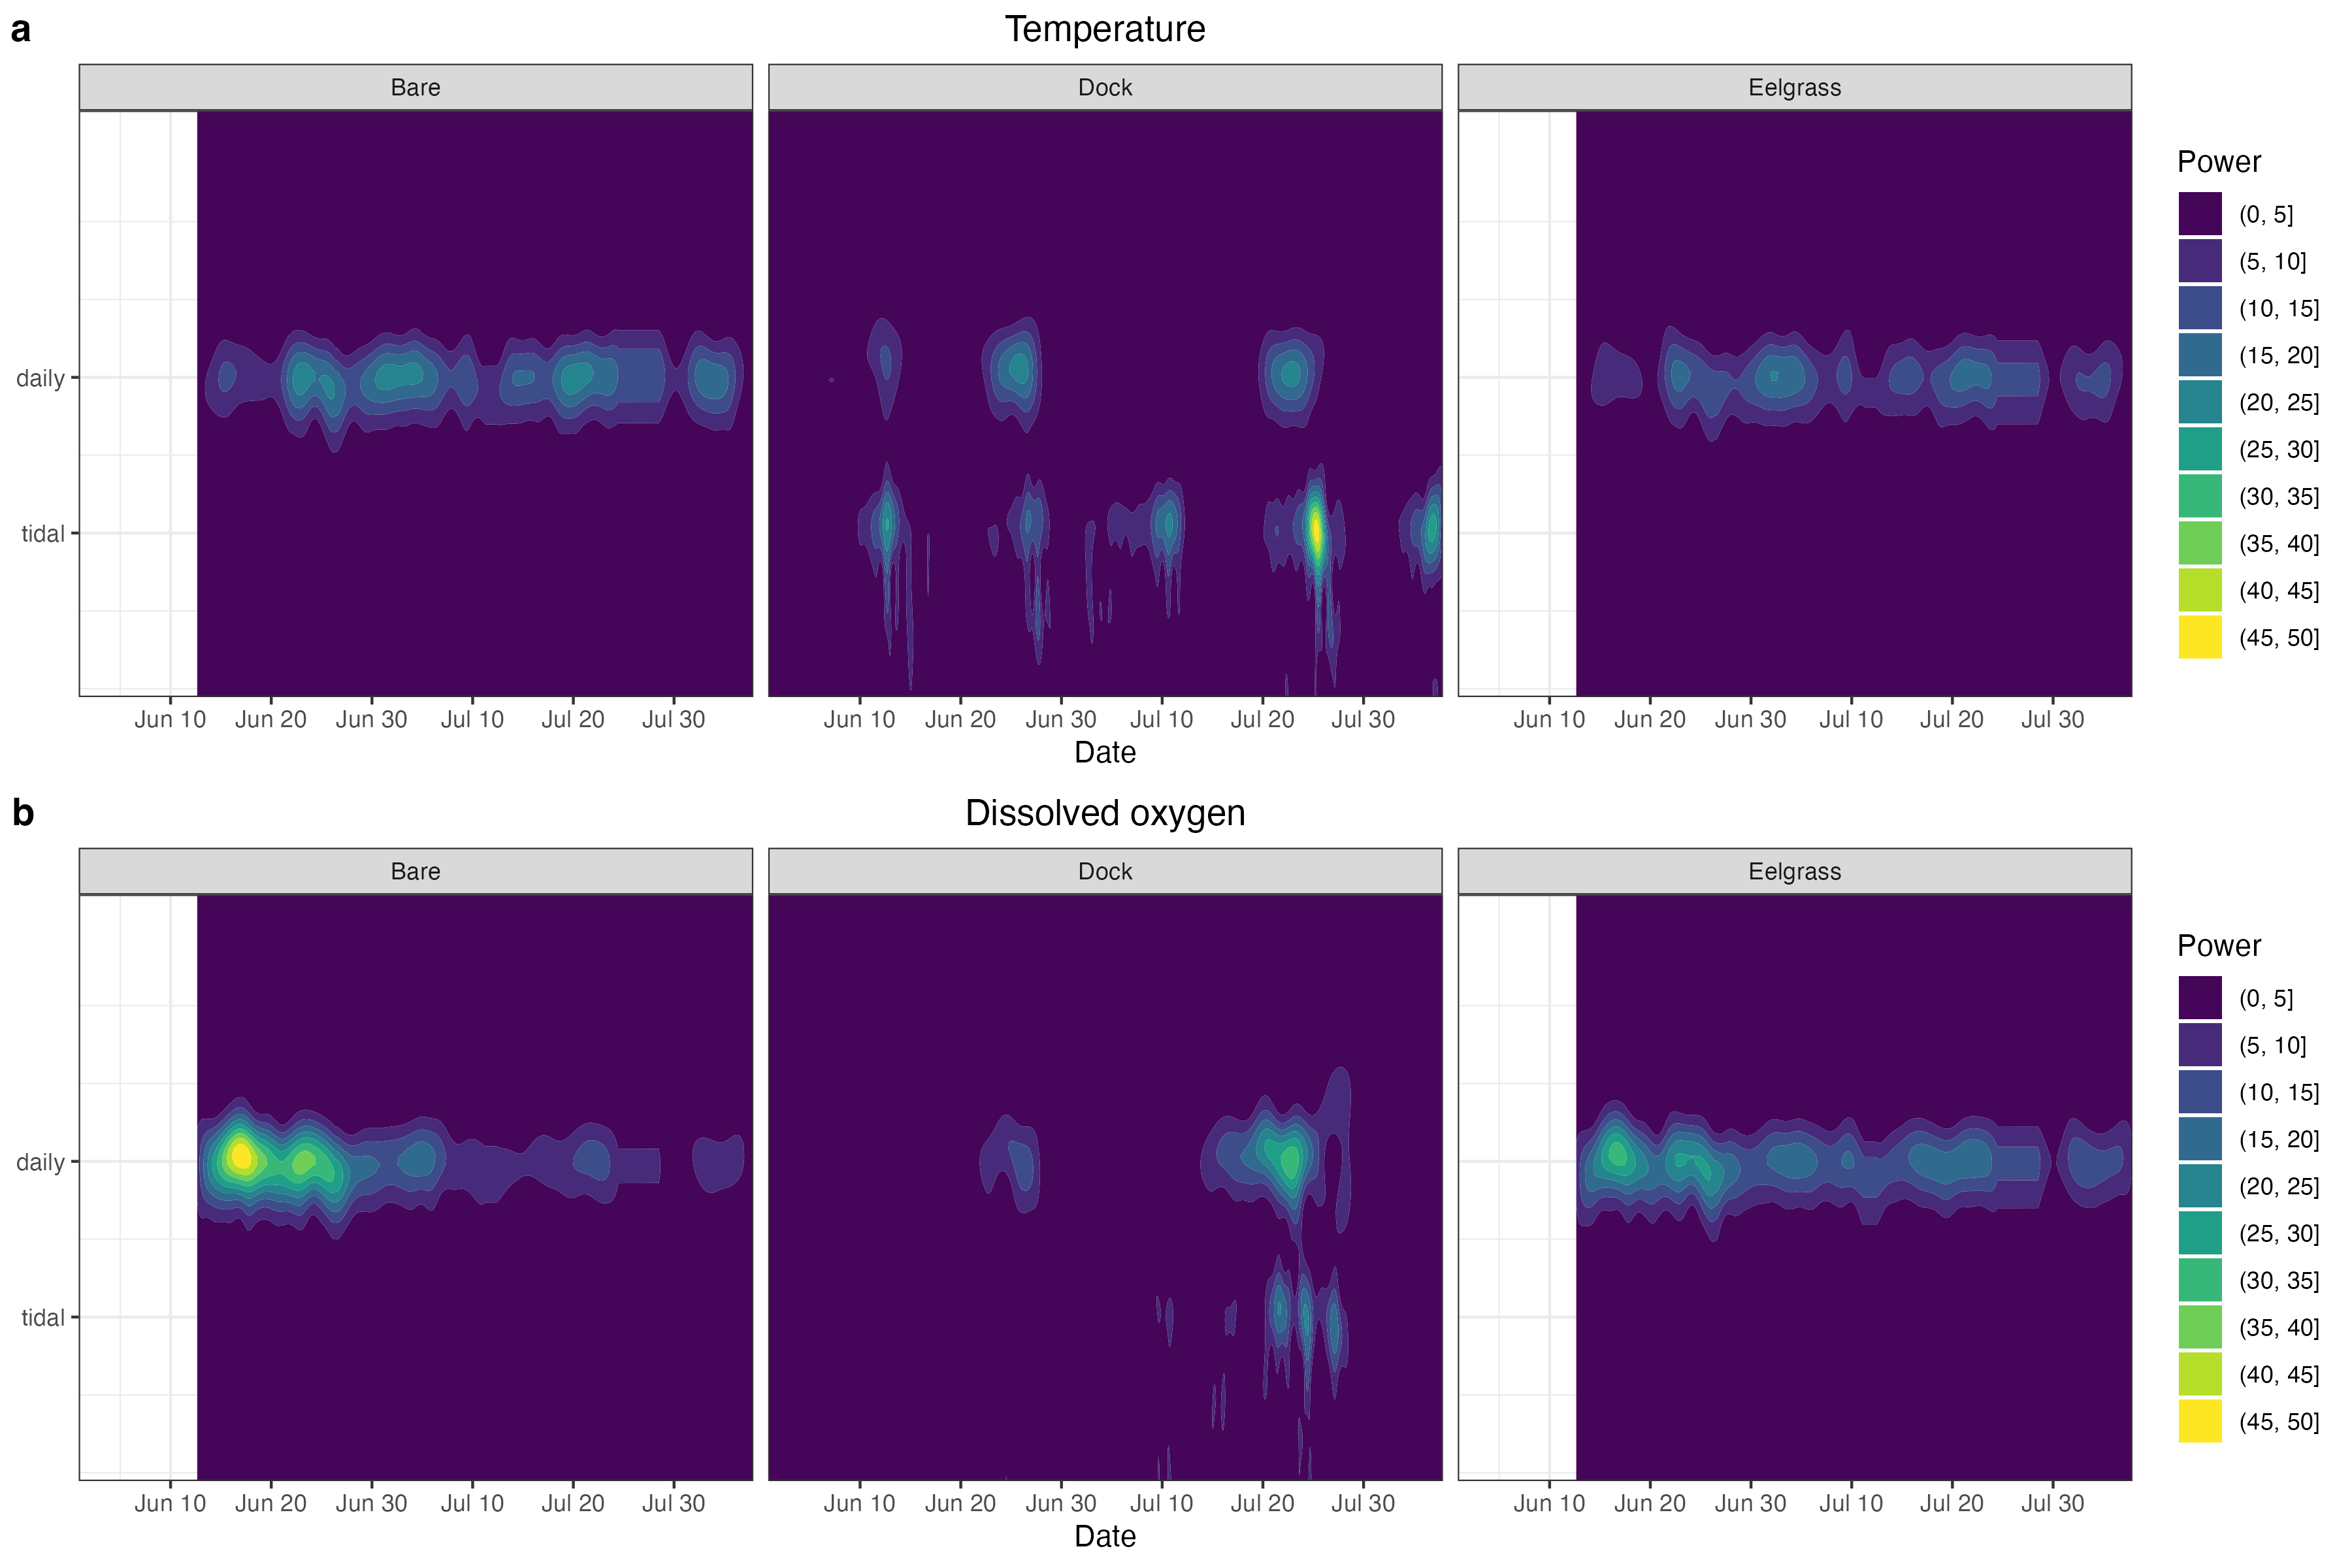 a
Temperature
Bare Dock Eelgrass
daily
tidal
Jun 10 Jun 20 Jun 30 Jul 10 Jul 20 Jul 30 Jun 10 Jun 20 Jun 30 Jul 10 Jul 20 Jul 30 Jun 10 Jun 20 Jun 30 Jul 10 Jul 20 Jul 30
Date
Power
(0, 5]
(5, 10]
(10, 15]
(15, 20]
(20, 25]
(25, 30]
(30, 35]
(35, 40]
(40, 45]
(45, 50]
b
Dissolved oxygen
Bare Dock Eelgrass
daily
tidal
Jun 10 Jun 20 Jun 30 Jul 10 Jul 20 Jul 30 Jun 10 Jun 20 Jun 30 Jul 10 Jul 20 Jul 30 Jun 10 Jun 20 Jun 30 Jul 10 Jul 20 Jul 30
Date
Power
(0, 5]
(5, 10]
(10, 15]
(15, 20]
(20, 25]
(25, 30]
(30, 35]
(35, 40]
(40, 45]
(45, 50]